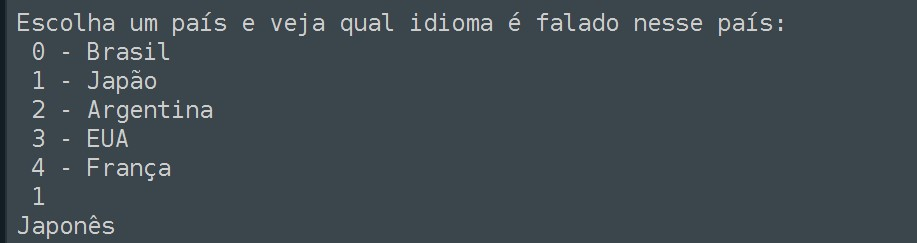 Escolha um país e veja qual idioma é falado nesse país:
0 - Brasil
1 - Japão
2 - Argentina
3 - EUA
4 - França
1
Japonês